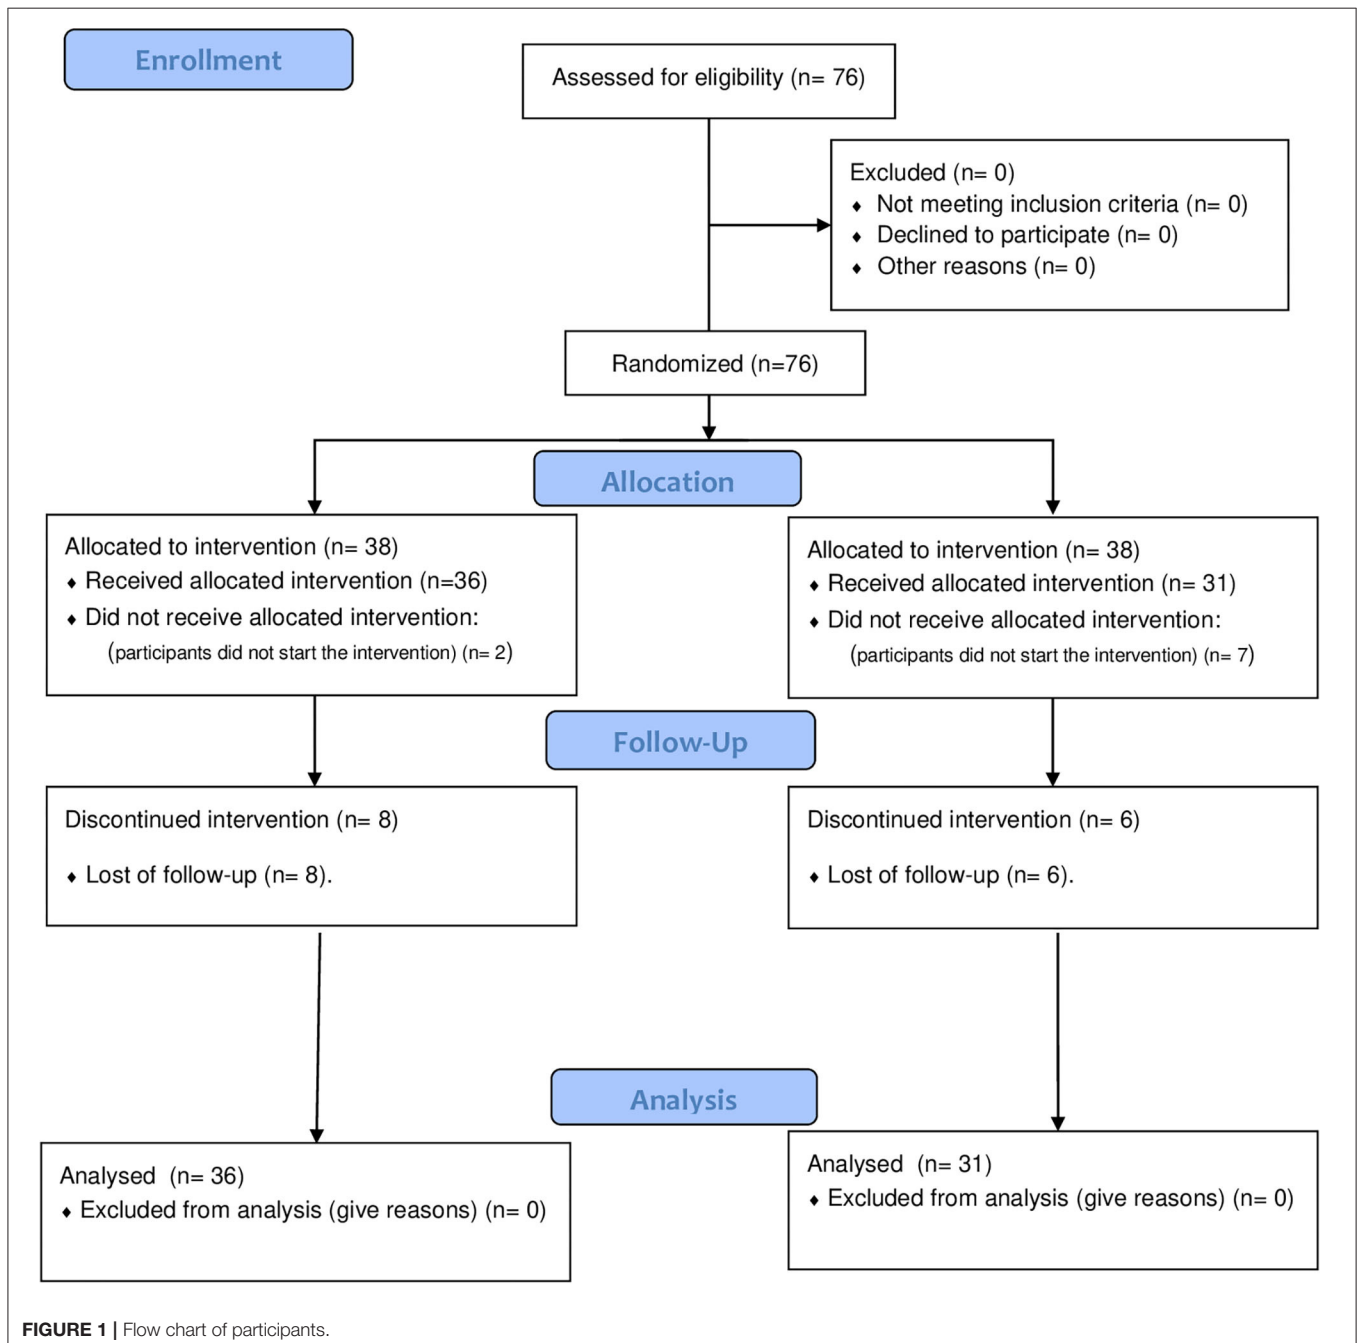 Enrollment
Assessed for eligibility (n= 76)
Excluded (n= 0)
♦ Not meeting inclusion criteria (n= 0)
♦ Declined to participate (n= 0)
♦ Other reasons (n= 0)
Randomized (n=76)
Allocation
Allocated to intervention (n= 38)
♦ Received allocated intervention (n=36)
♦ Did not receive allocated intervention:
(participants did not start the intervention) (n= 2)
Allocated to intervention (n= 38)
♦ Received allocated intervention (n= 31)
♦ Did not receive allocated intervention:
(participants did not start the intervention) (n= 7)
Follow-Up
Discontinued intervention (n= 8)
♦ Lost of follow-up (n= 8).
Discontinued intervention (n= 6)
♦ Lost of follow-up (n= 6).
Analysis
Analysed (n= 36)
♦ Excluded from analysis (give reasons) (n= 0)
Analysed (n= 31)
♦ Excluded from analysis (give reasons) (n= 0)
FIGURE 1 | Flow chart of participants.